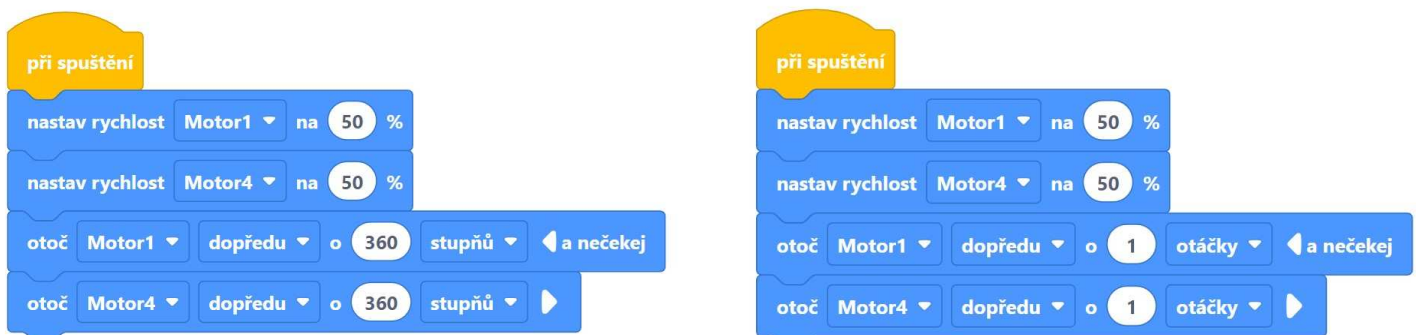 při spuštění
nastav rychlost Motor1 na 50 %
nastav rychlost Motor4 na 50 %
otoč Motor1 dopředu o 360 stupňů a nečekej
otoč Motor4 dopředu o 360 stupňů
při spuštění
nastav rychlost Motor1 na 50 %
nastav rychlost Motor4 na 50 %
otoč Motor1 dopředu o 1 otáčky a nečekej
otoč Motor4 dopředu o 1 otáčky